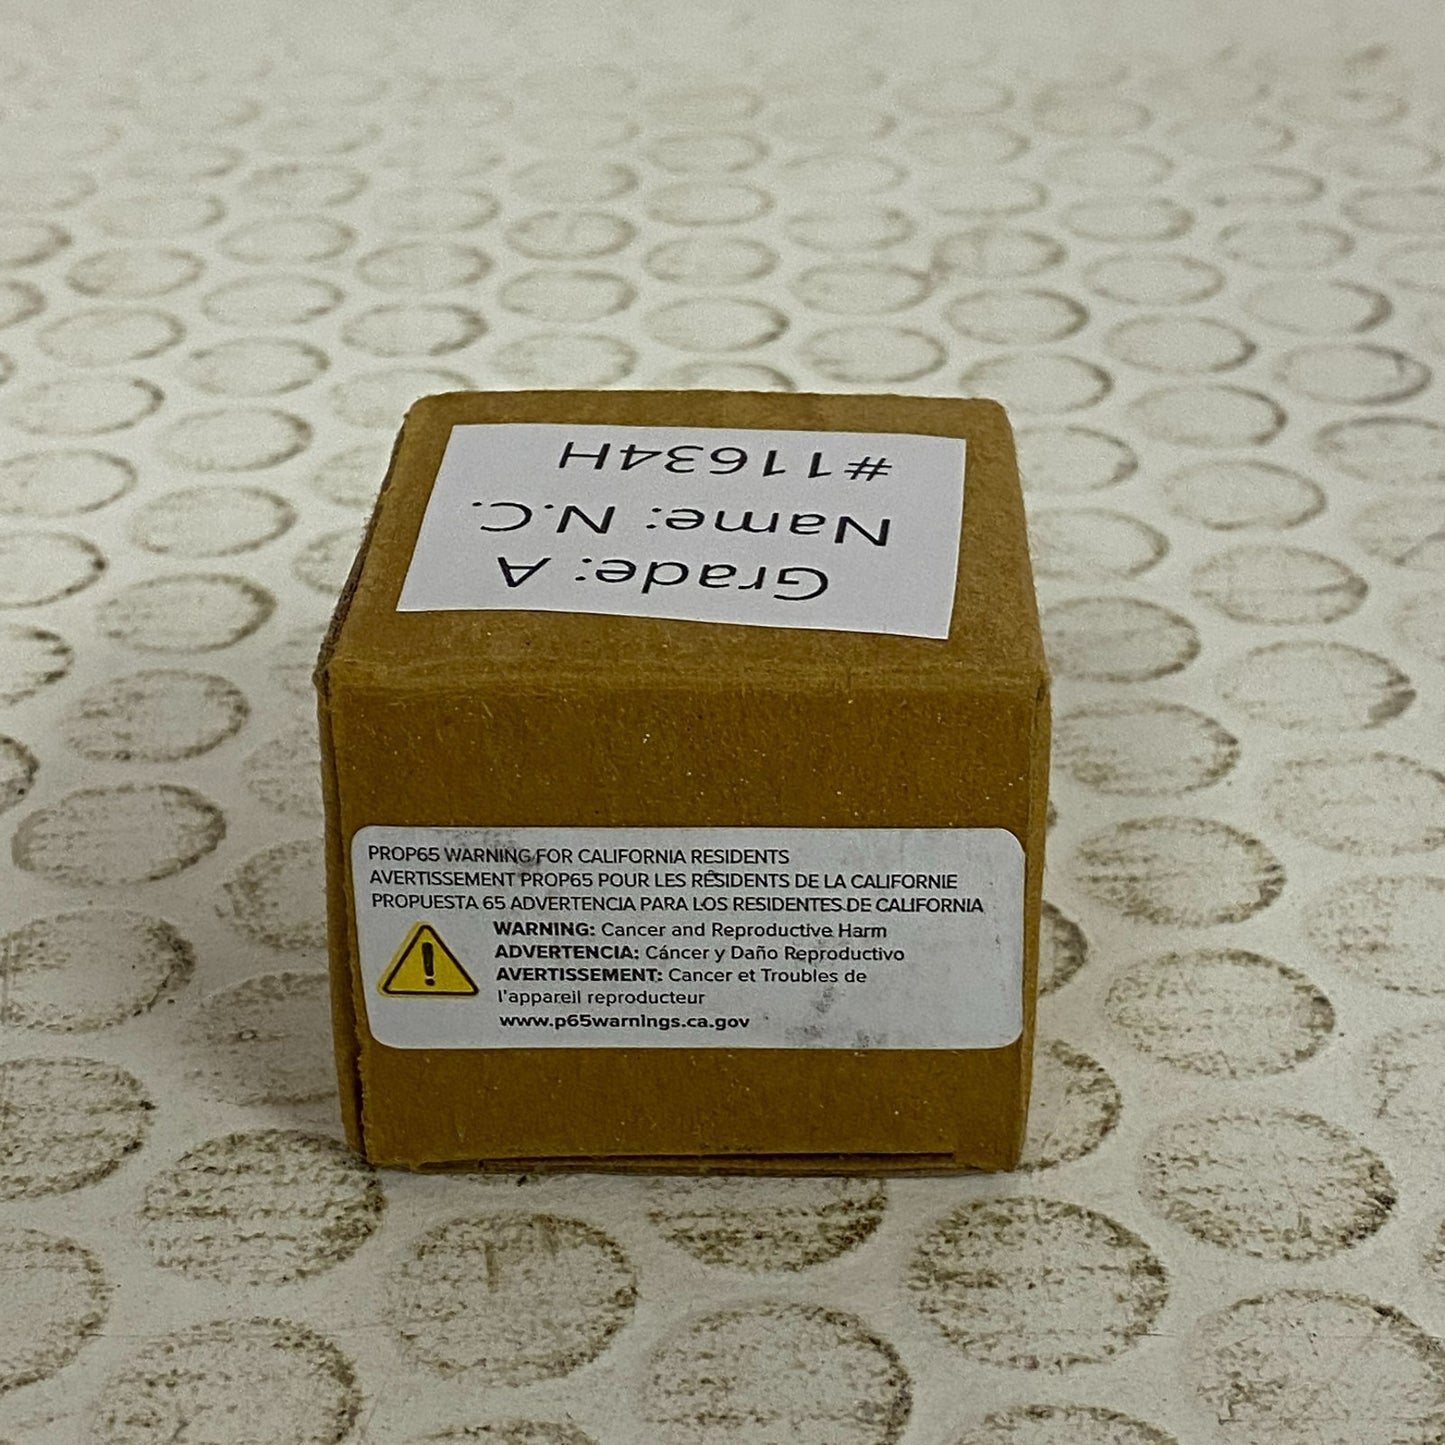 Grade: A
Name: N.C.
#11634H
PROP65 WARNING FOR CALIFORNIA RESIDENTS
AVERTISSEMENT PROP65 POUR LES RÉSIDENTS DE LA CALIFORNIE
PROPUESTA 65 ADVERTENCIA PARA LOS RESIDENTES DE CALIFORNIA
WARNING: Cancer and Reproductive Harm
ADVERTENCIA: Cáncer y Daño Reproductivo
AVERTISSEMENT: Cancer et Troubles de
l'appareil reproducteur
www.p65warnings.ca.gov